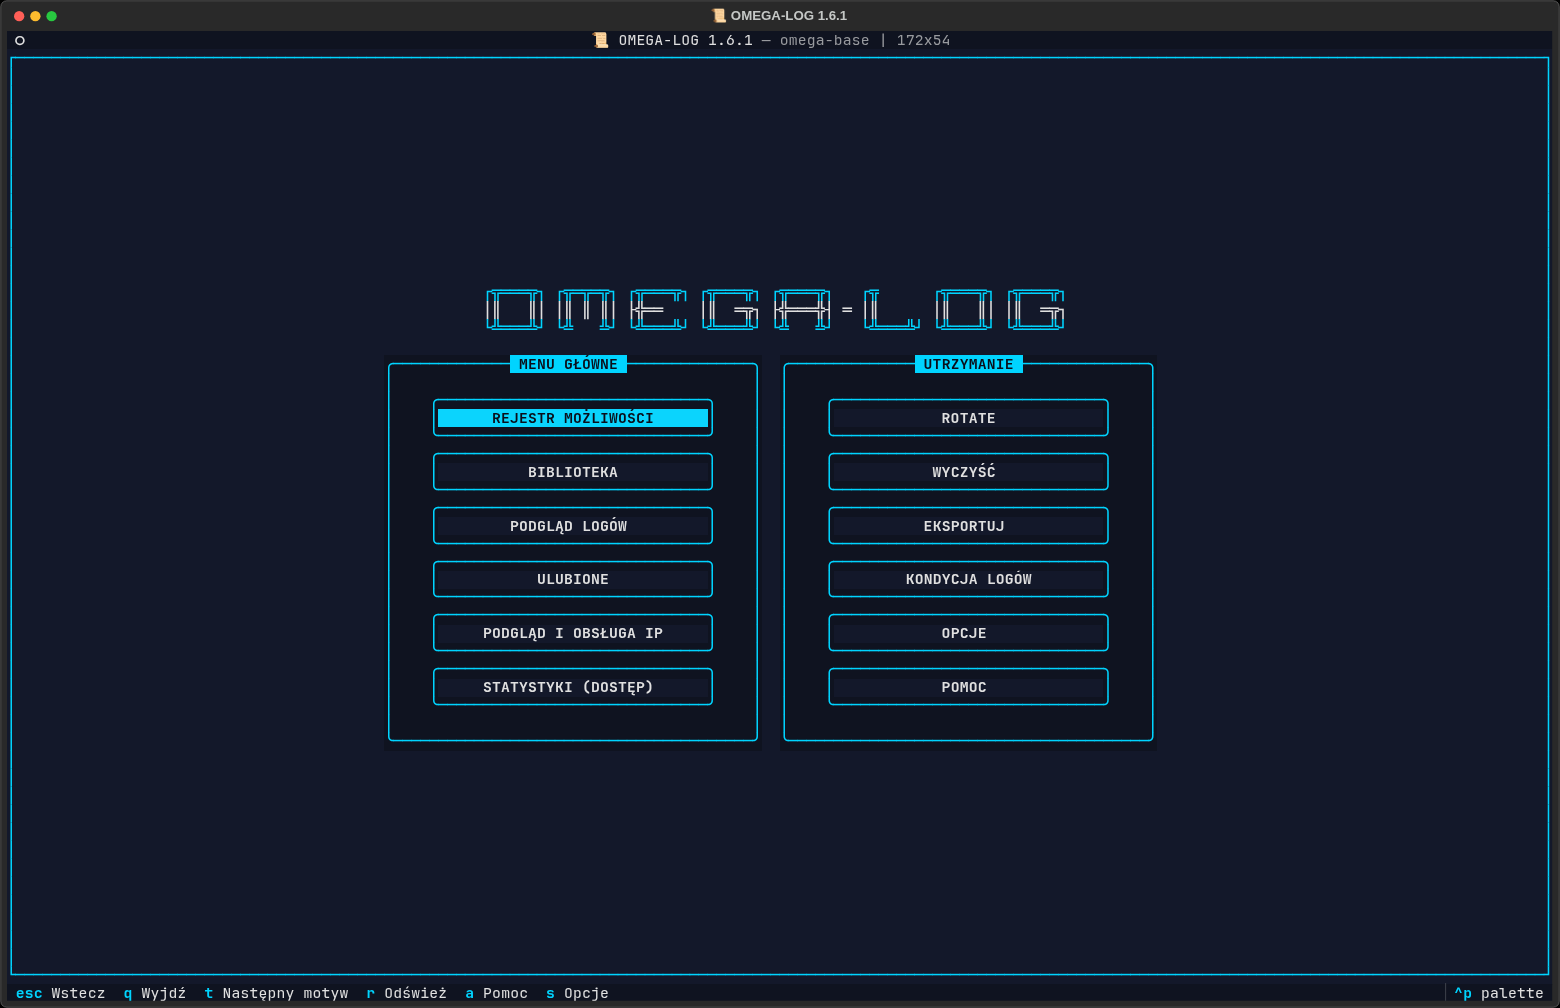 📜 OMEGA-LOG 1.6.1
📜 OMEGA-LOG 1.6.1 — omega-base | 172x54
OMEGA-LOG
MENU GŁÓWNE
REJESTR MOŻLIWOŚCI
BIBLIOTEKA
PODGLĄD LOGÓW
ULUBIONE
PODGLĄD I OBSŁUGA IP
STATYSTYKI (DOSTĘP)
UTRZYMANIE
ROTATE
WYCZYŚĆ
EKSPORTUJ
KONDYCJA LOGÓW
OPCJE
POMOC
esc Wstecz q Wyjdź t Następny motyw r Odśwież a Pomoc s Opcje ^p palette